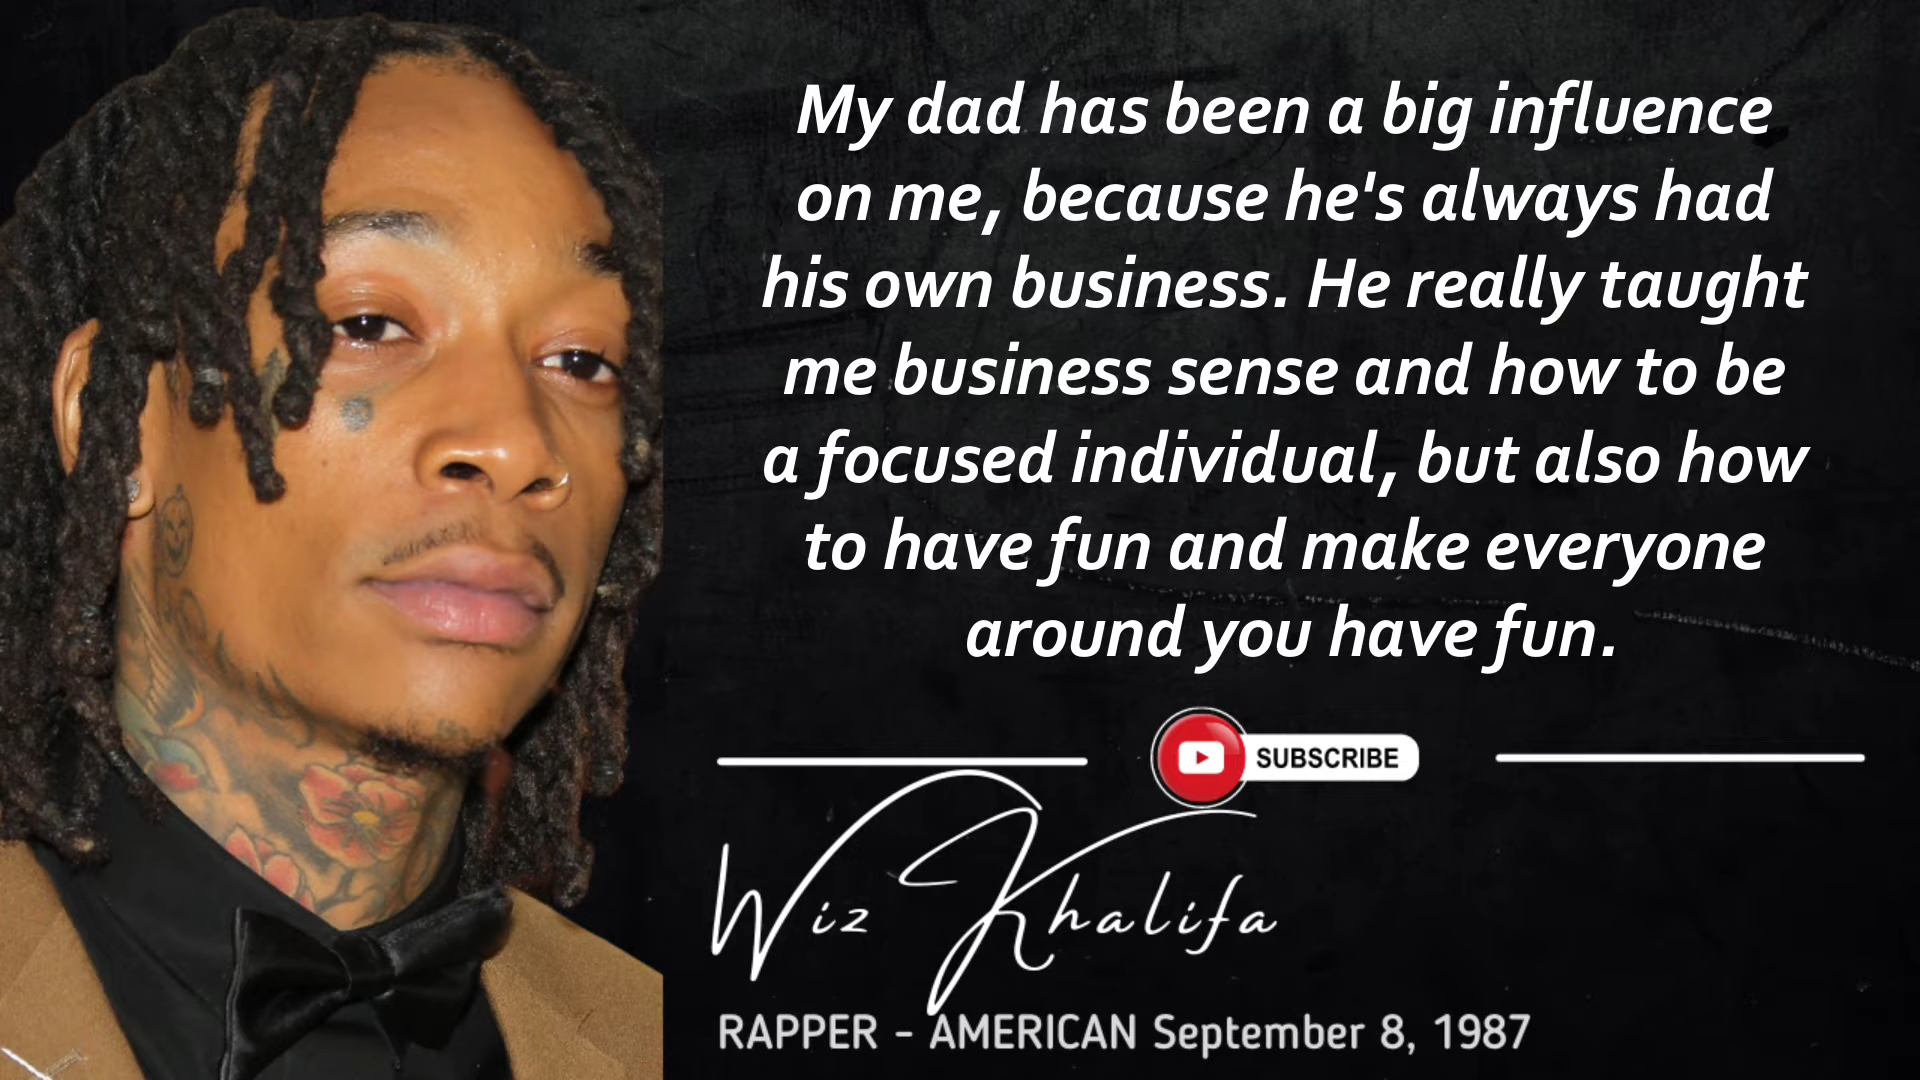 My dad has been a big influence
on me, because he's always had
his own business. He really taught
me business sense and how to be
a focused individual, but also how
to have fun and make everyone
around you have fun.
SUBSCRIBE
Wiz Khalifa
RAPPER - AMERICAN September 8, 1987